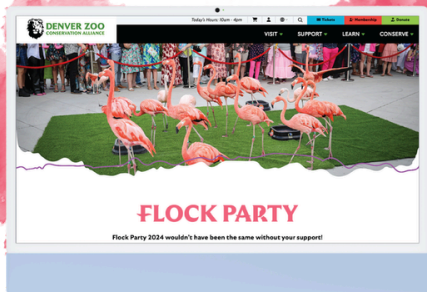 DENVER ZOO
CONSERVATION ALLIANCE
Today's Hours: 10am - 4pm
Tickets
Membership
Donate
VISIT
SUPPORT
LEARN
CONSERVE
FLOCK PARTY
Flock Party 2024 wouldn't have been the same without your support!